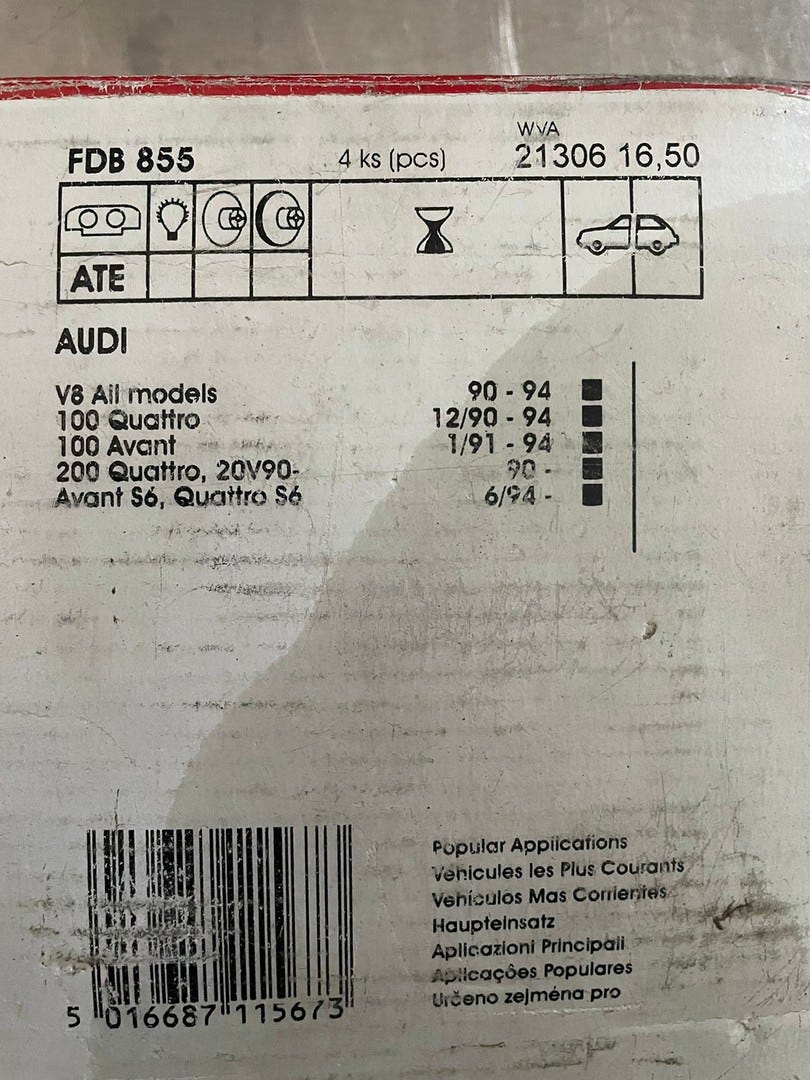 WVA
FDB 855 4 ks (pcs) 21306 16,50
ATE
AUDI
V8 All models 90 - 94
100 Quattro 12/90 - 94
100 Avant 1/91 - 94
200 Quattro, 20V90- 90 -
Avant S6, Quattro S6 6/94 -
Popular Applications
Vehicules les Plus Courants
Vehículos Mas Corrientes
Haupteinsatz
Aplicazioni Principali
Aplicações Populares
Určeno zejména pro
5 016687 115673